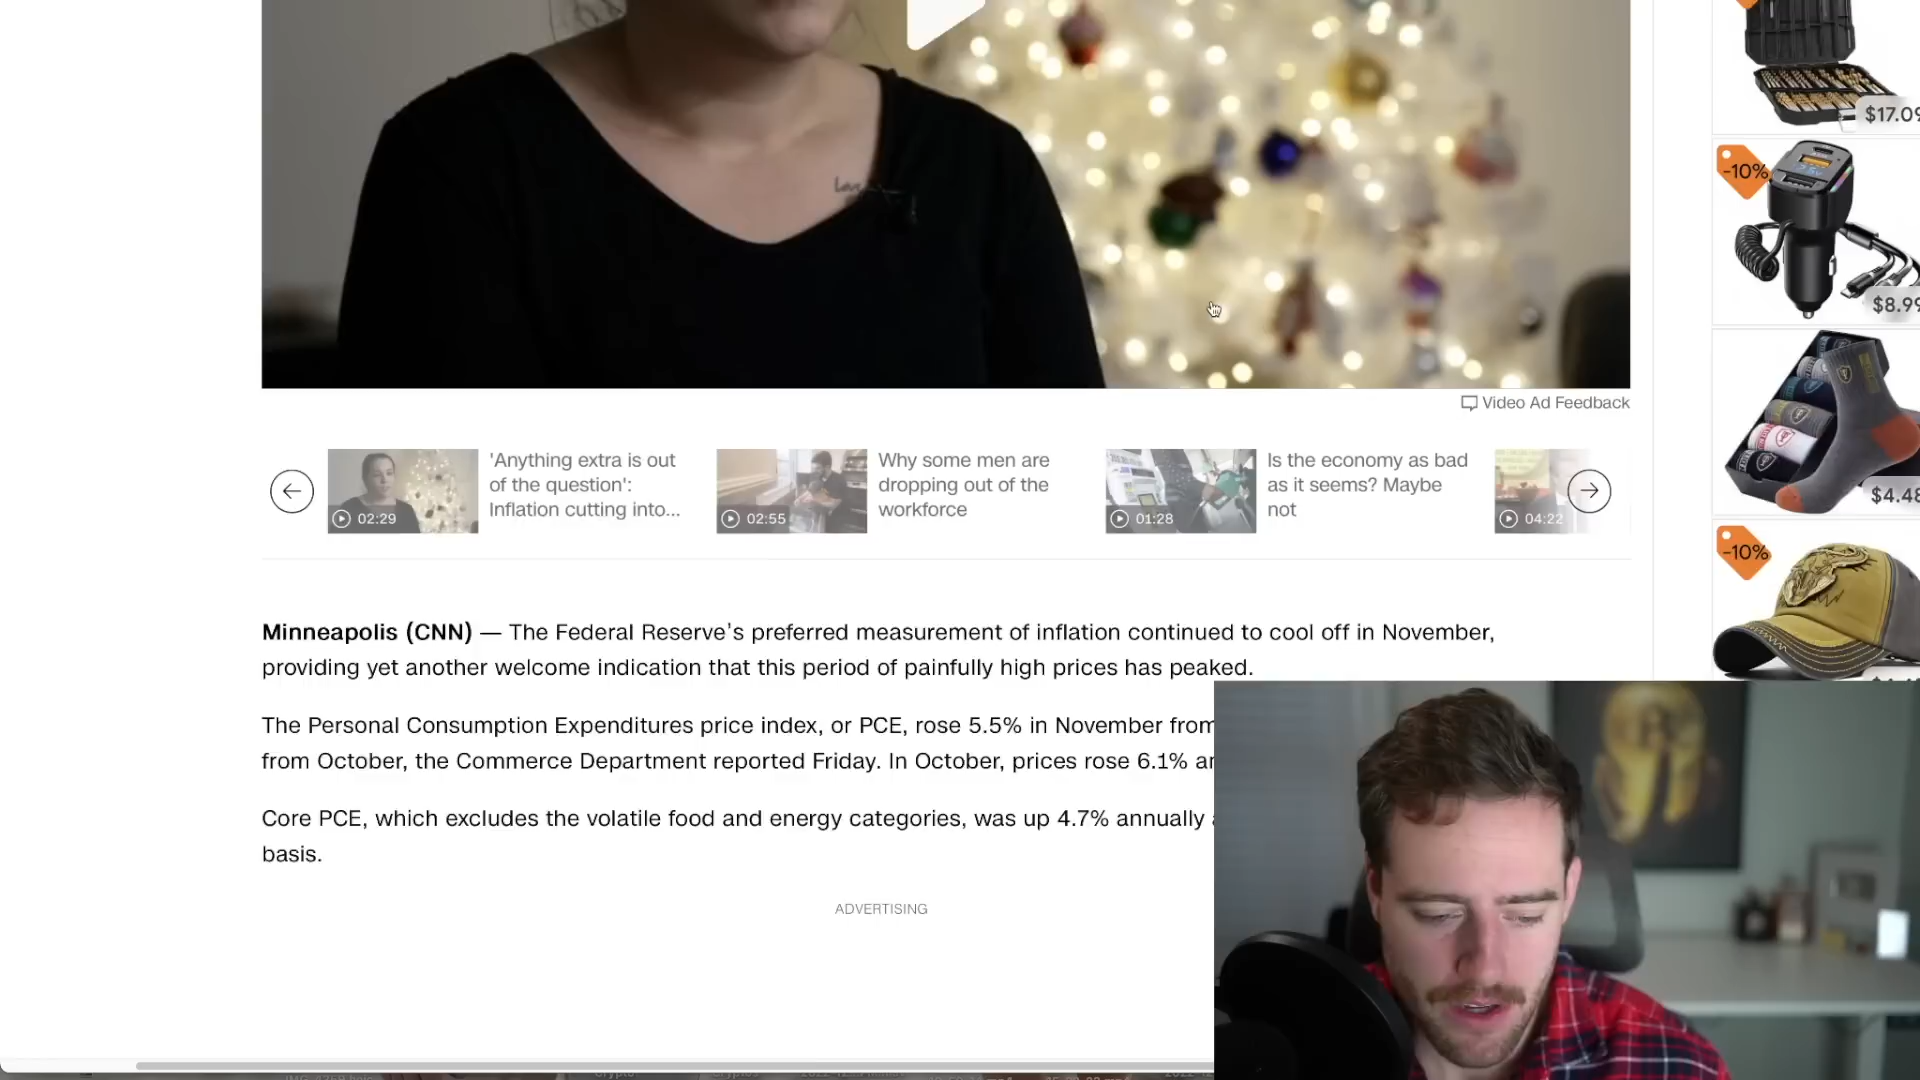 $17.09
-10%
$8.99
$4.48
-10%
Love
Video Ad Feedback
'Anything extra is out
of the question':
Inflation cutting into...
02:29
Why some men are
dropping out of the
workforce
02:55
Is the economy as bad
as it seems? Maybe
not
01:28
04:22
Minneapolis (CNN) — The Federal Reserve's preferred measurement of inflation continued to cool off in November,
providing yet another welcome indication that this period of painfully high prices has peaked.
The Personal Consumption Expenditures price index, or PCE, rose 5.5% in November from
from October, the Commerce Department reported Friday. In October, prices rose 6.1%
Core PCE, which excludes the volatile food and energy categories, was up 4.7% annually
basis.
ADVERTISING